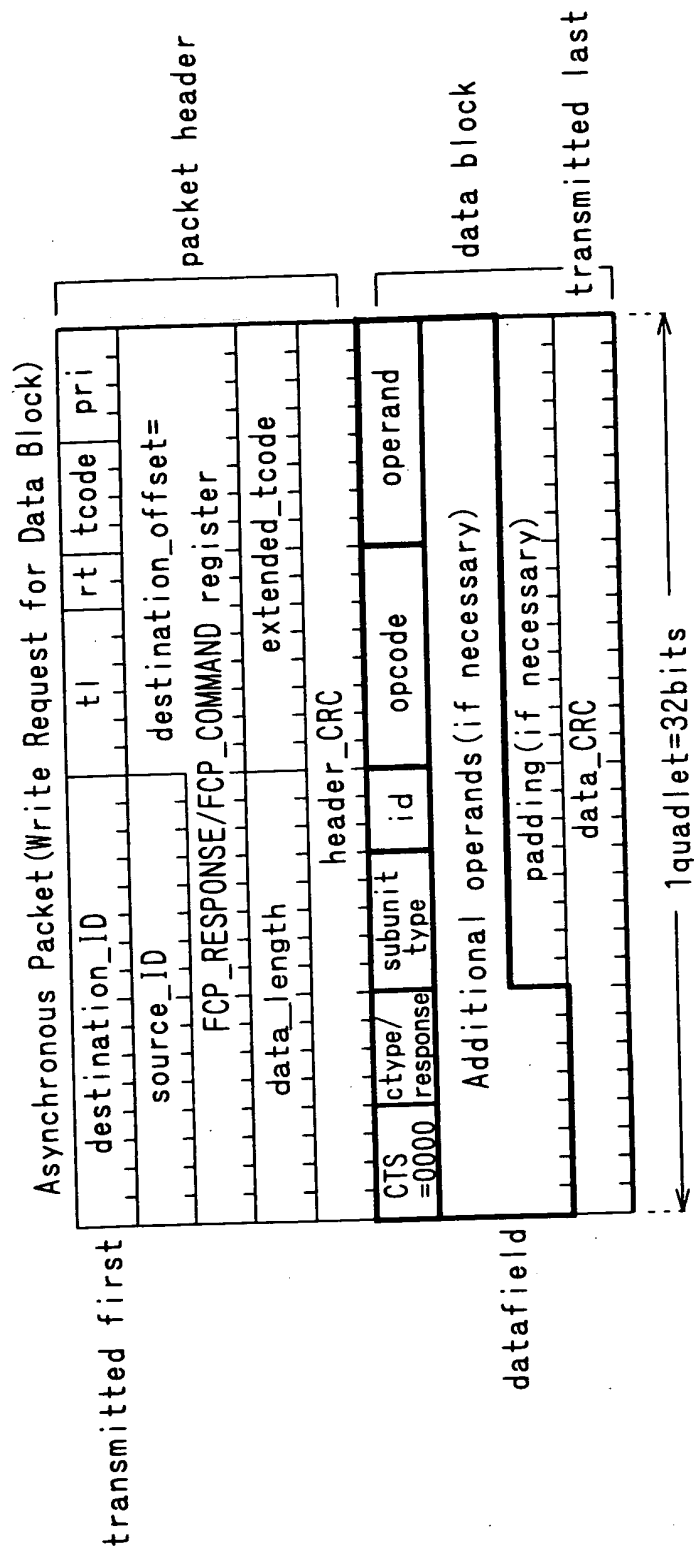 Asynchronous Packet(Write Request for Data Block)
transmitted first
destination_ID tl rt tcode pri
source_ID destination_offset=
FCP_RESPONSE/FCP_COMMAND register
data_length extended_tcode
header_CRC
packet header
CTS =0000 ctype/ response subunit type id opcode operand
Additional operands(if necessary)
padding(if necessary)
data_CRC
datafield
data block
transmitted last
1quadlet=32bits